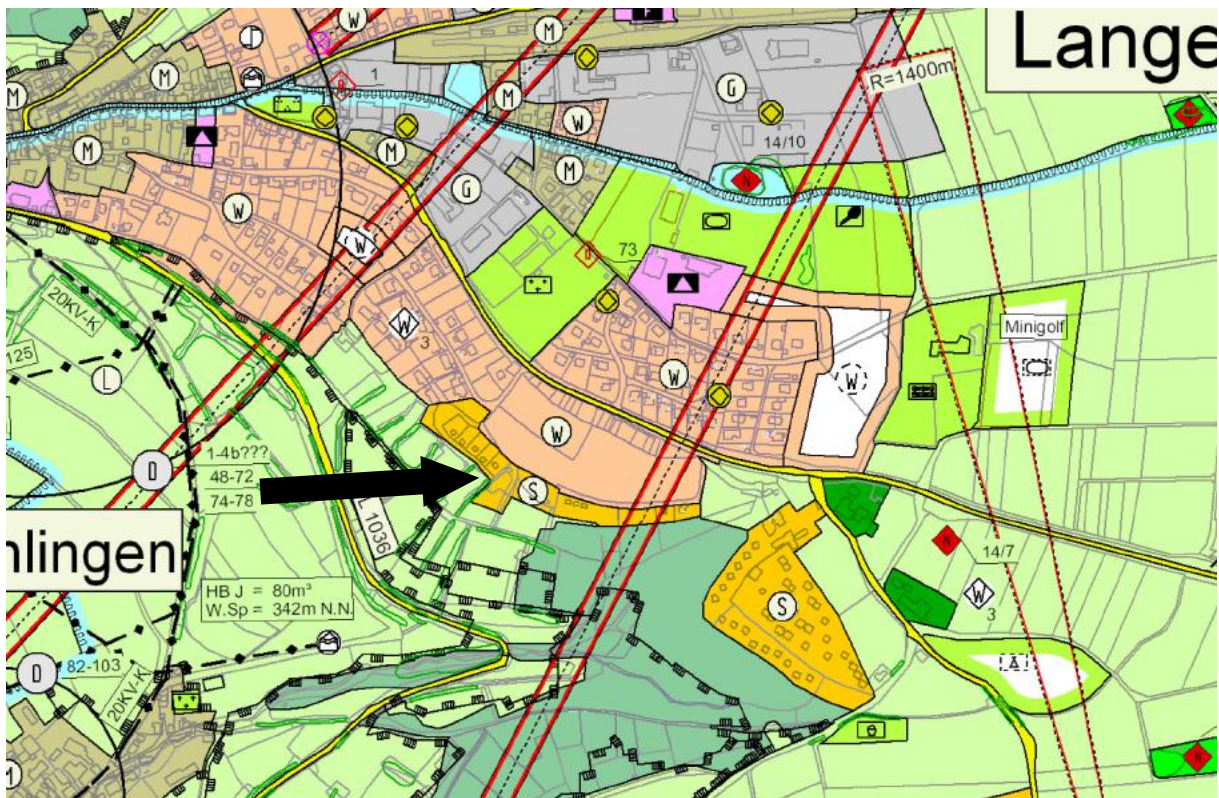 Lange
W
M
M
M
1
G
R=1400m
M
W
14/10
M
M
M
N
W
G
W
73
W
3
20KV-K
125
L
W
W
W
Minigolf
1-4b???
48-72
74-78
D
S
L 1036
hlingen
HB J = 80m³
W.Sp = 342m N.N.
N
14/7
W
3
S
D
82-103
20KV-K
A
M
N